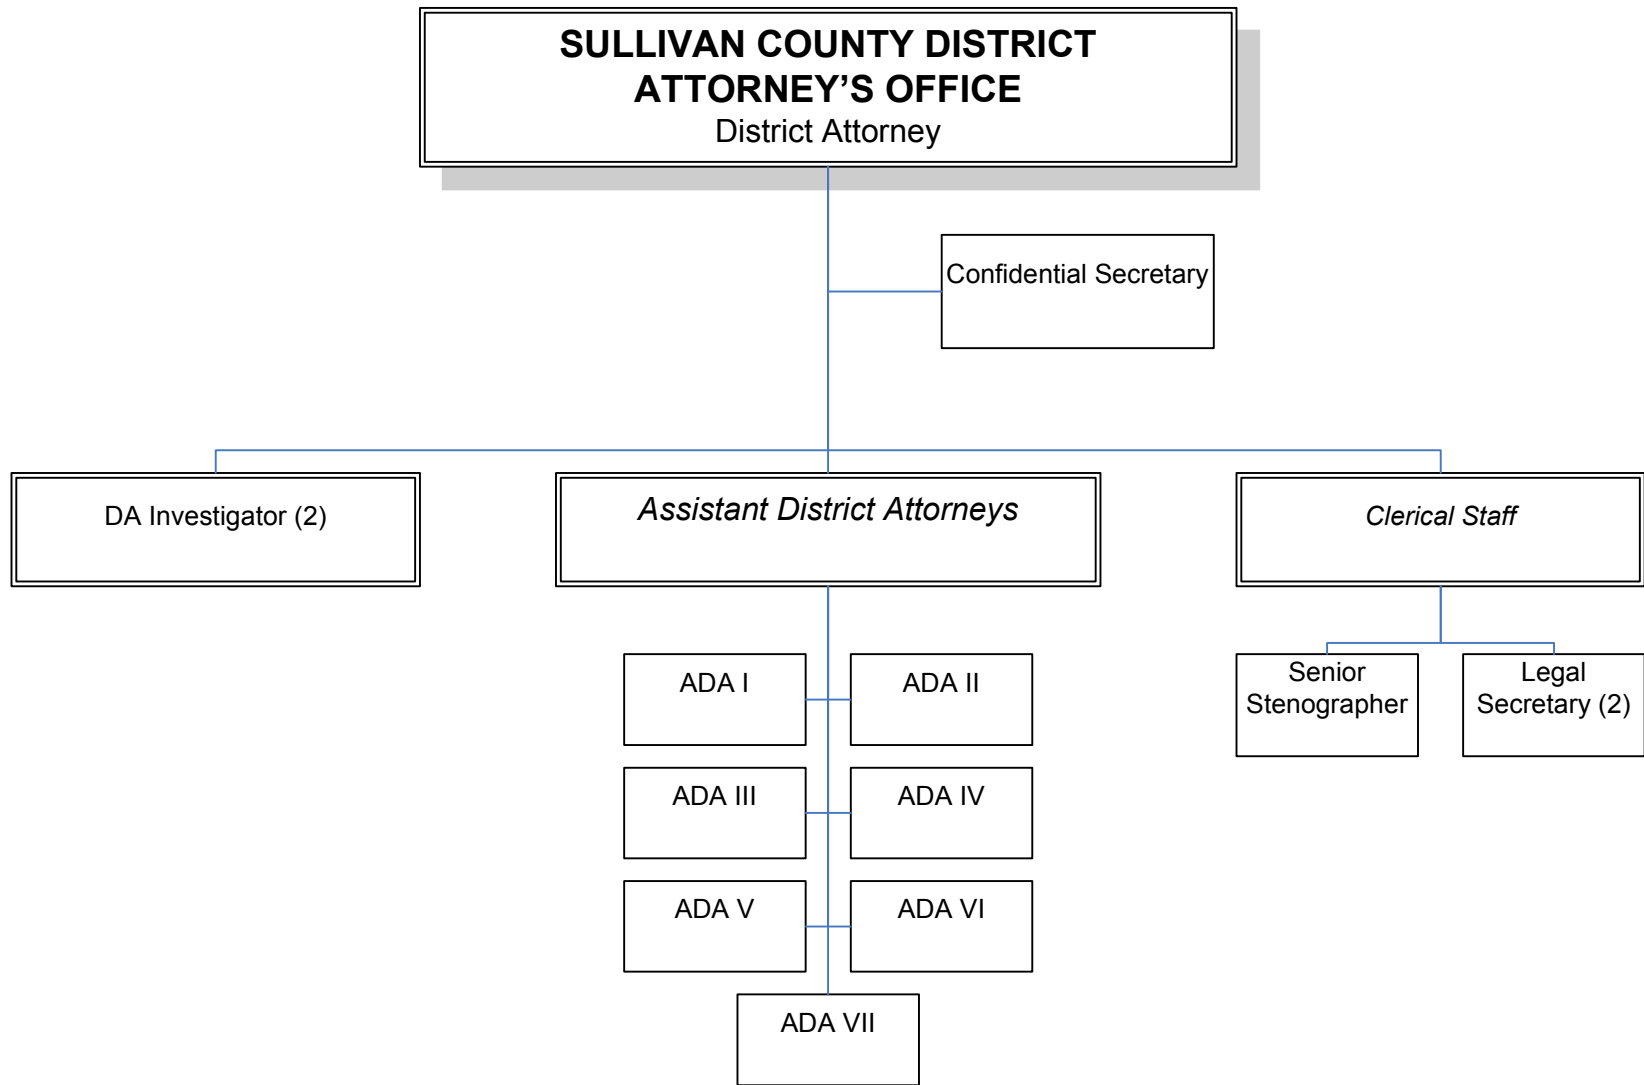 SULLIVAN COUNTY DISTRICT
ATTORNEY’S OFFICE
District Attorney
Confidential Secretary
DA Investigator (2)
Assistant District Attorneys
Clerical Staff
ADA I
ADA II
Senior
Stenographer
Legal
Secretary (2)
ADA III
ADA IV
ADA V
ADA VI
ADA VII